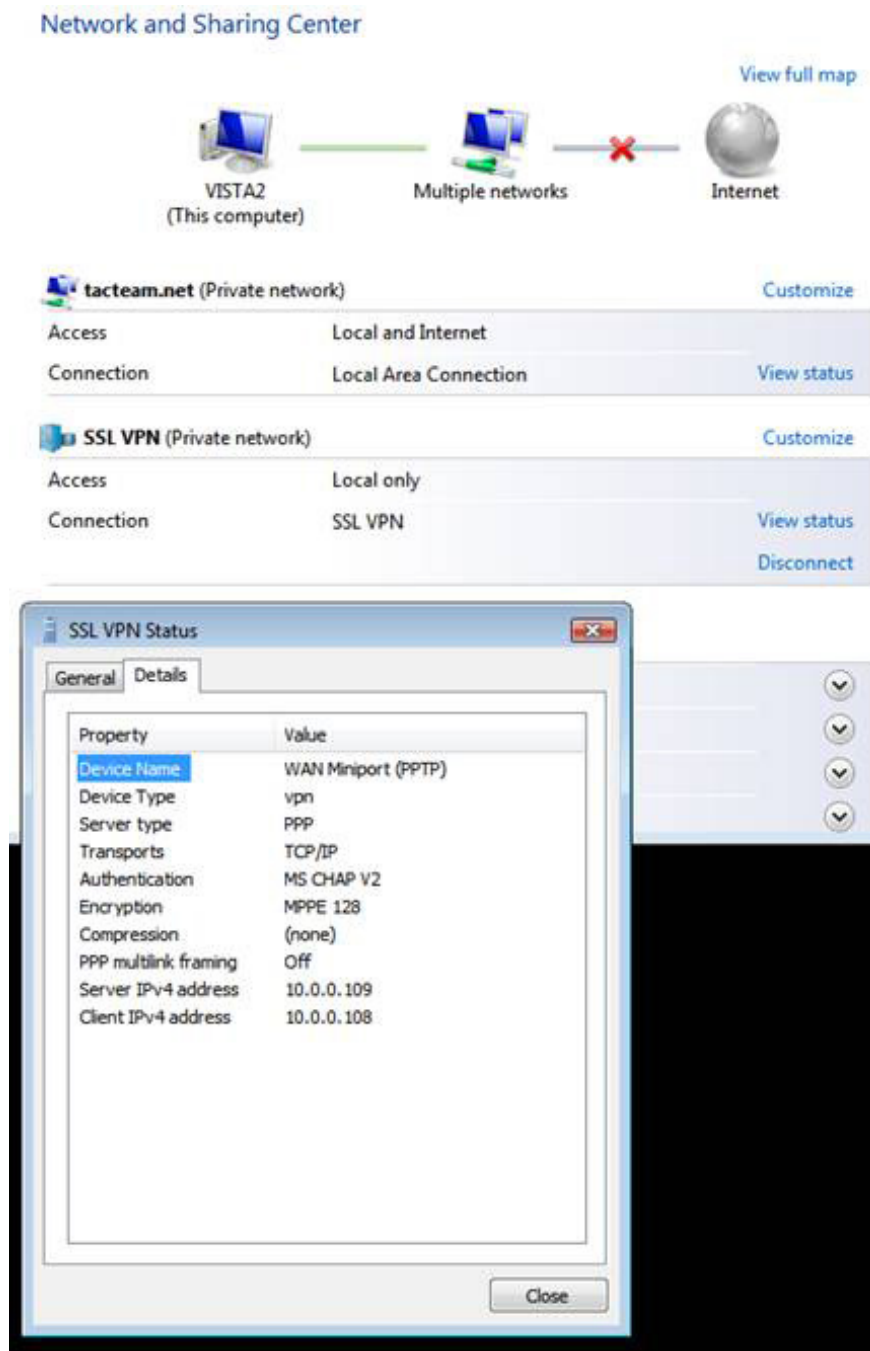 Network and Sharing Center
View full map
VISTA2
(This computer)
Multiple networks
Internet
tacteam.net (Private network) Customize
Access Local and Internet
Connection Local Area Connection View status
SSL VPN (Private network) Customize
Access Local only
Connection SSL VPN View status
Disconnect
SSL VPN Status
General Details
Property Value
Device Name WAN Miniport (PPTP)
Device Type vpn
Server type PPP
Transports TCP/IP
Authentication MS CHAP V2
Encryption MPPE 128
Compression (none)
PPP multilink framing Off
Server IPv4 address 10.0.0.109
Client IPv4 address 10.0.0.108
Close